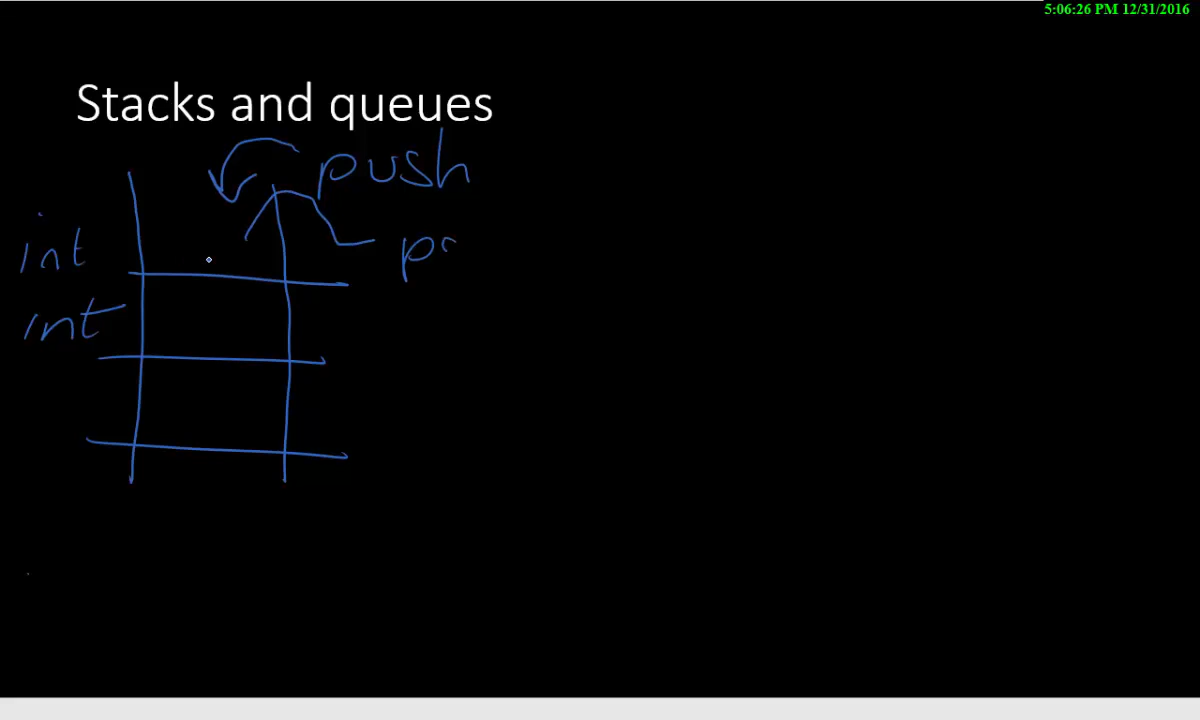 5:06:26 PM 12/31/2016
Stacks and queues
push
int
int